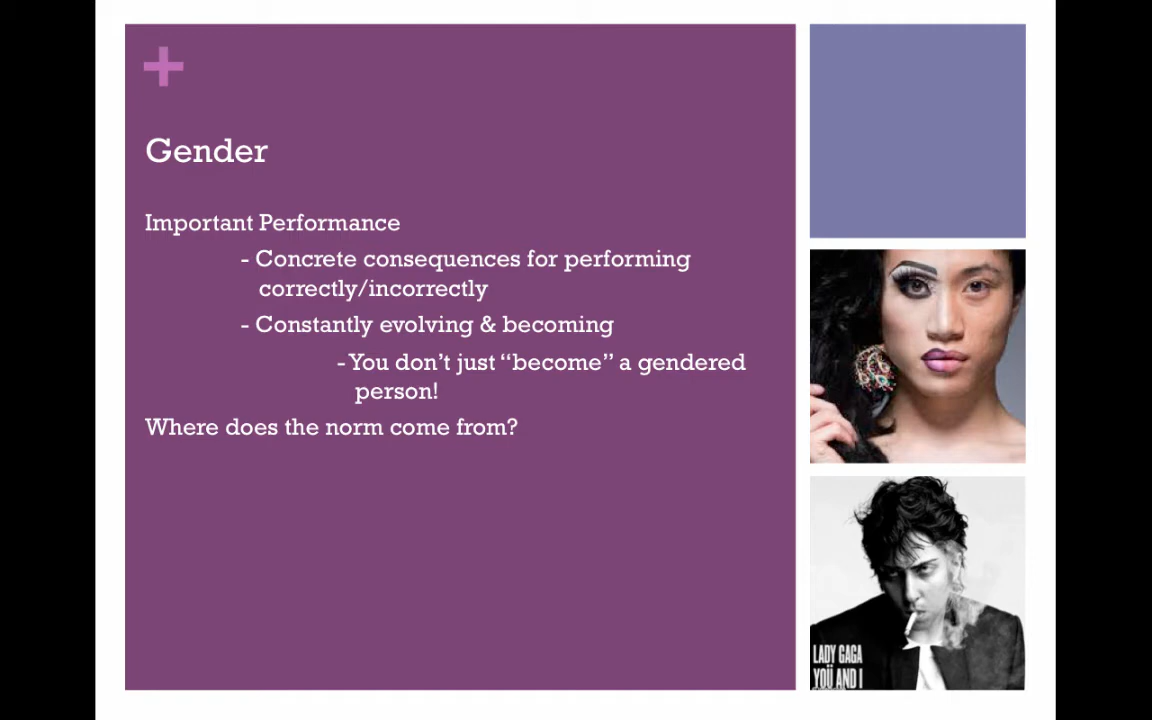 Gender
Important Performance
- Concrete consequences for performing
correctly/incorrectly
- Constantly evolving & becoming
- You don't just "become" a gendered
person!
Where does the norm come from?
LADY GAGA
YOÜ AND I